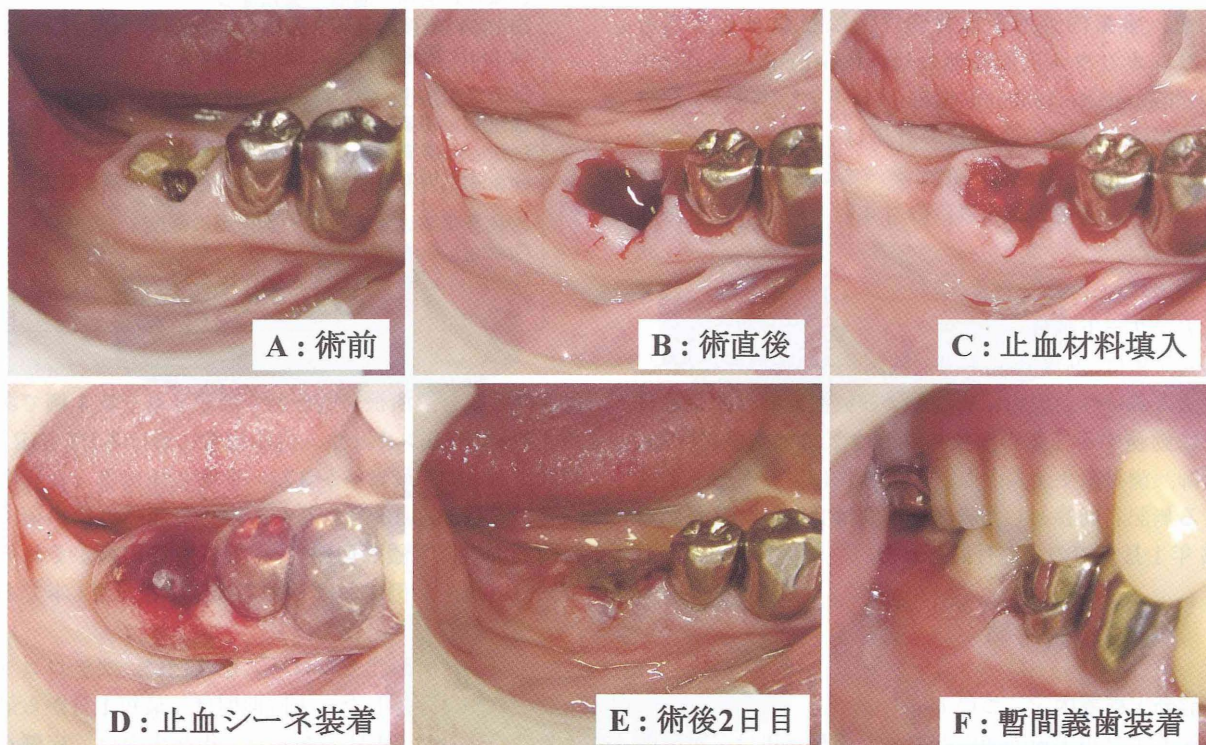 A : 術前
B : 術直後
C : 止血材料填入
D : 止血シーネ装着
E : 術後2日目
F : 暫間義歯装着